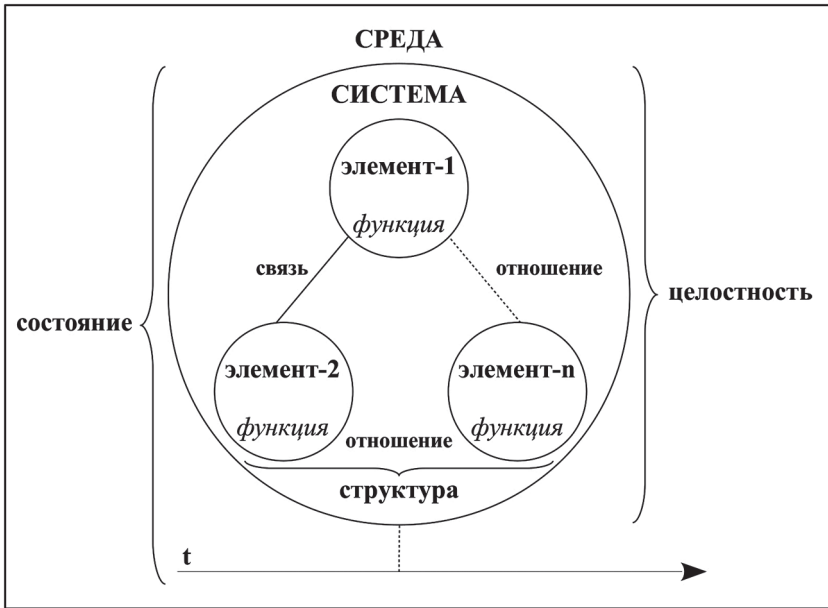 СРЕДА
СИСТЕМА
элемент-1
функция
связь
отношение
состояние
целостность
элемент-2
функция
элемент-n
функция
отношение
структура
t